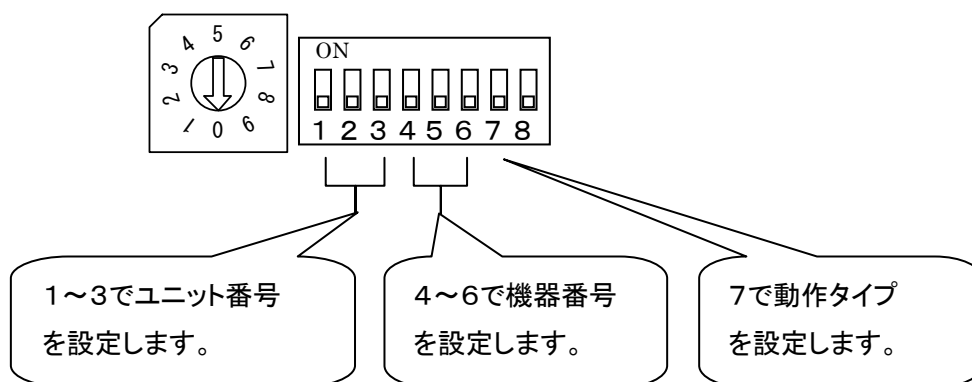 5
4 6
3 7
2 8
1 0 9
ON
1 2 3 4 5 6 7 8
1～3でユニット番号
を設定します。
4～6で機器番号
を設定します。
7で動作タイプ
を設定します。